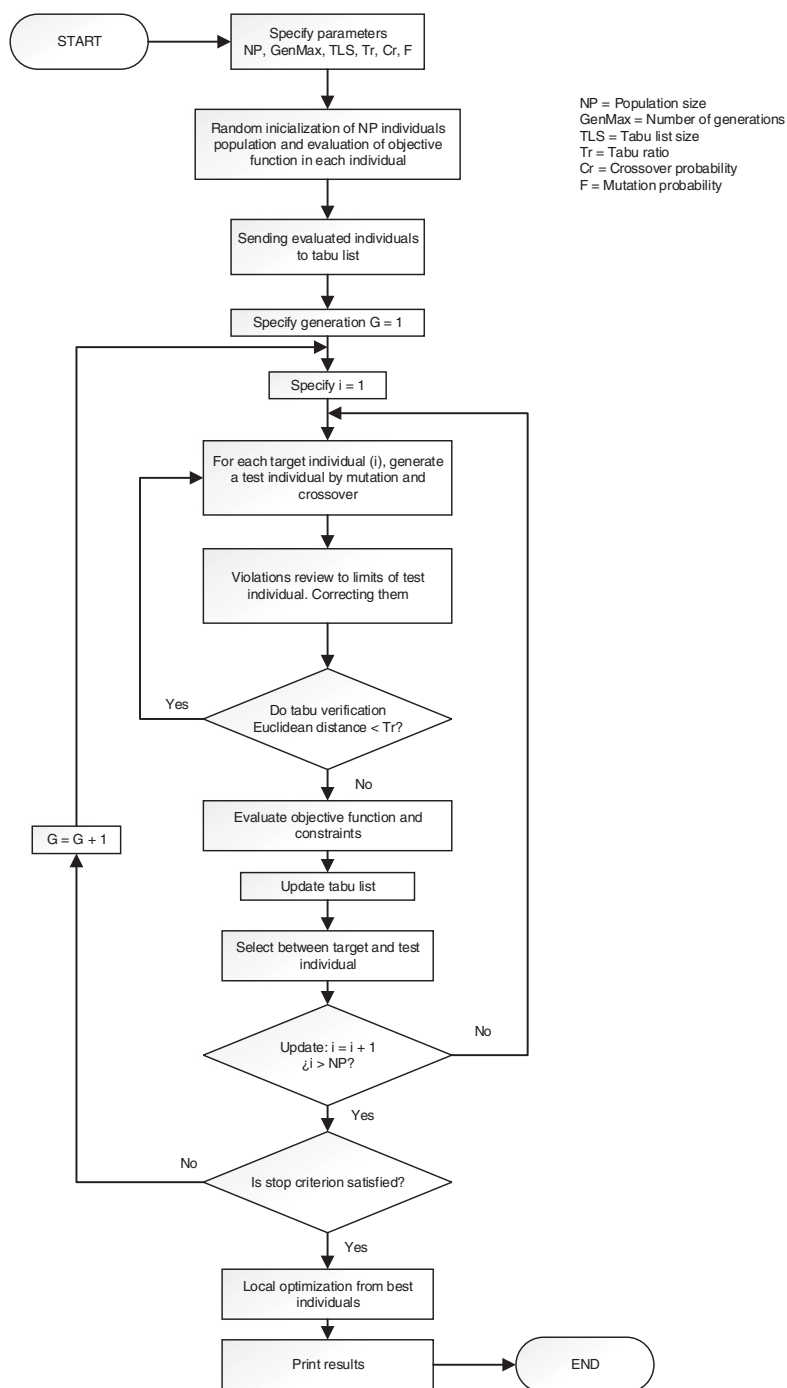 START
Specify parameters
NP, GenMax, TLS, Tr, Cr, F
NP = Population size
GenMax = Number of generations
TLS = Tabu list size
Tr = Tabu ratio
Cr = Crossover probability
F = Mutation probability
Random inicialization of NP individuals
population and evaluation of objective
function in each individual
Sending evaluated individuals
to tabu list
Specify generation G = 1
Specify i = 1
For each target individual (i), generate
a test individual by mutation and
crossover
Violations review to limits of test
individual. Correcting them
Yes
Do tabu verification
Euclidean distance < Tr?
No
Evaluate objective function and
constraints
G = G + 1
Update tabu list
Select between target and test
individual
Update: i = i + 1
¿i > NP?
No
Yes
No
Is stop criterion satisfied?
Yes
Local optimization from best
individuals
Print results
END